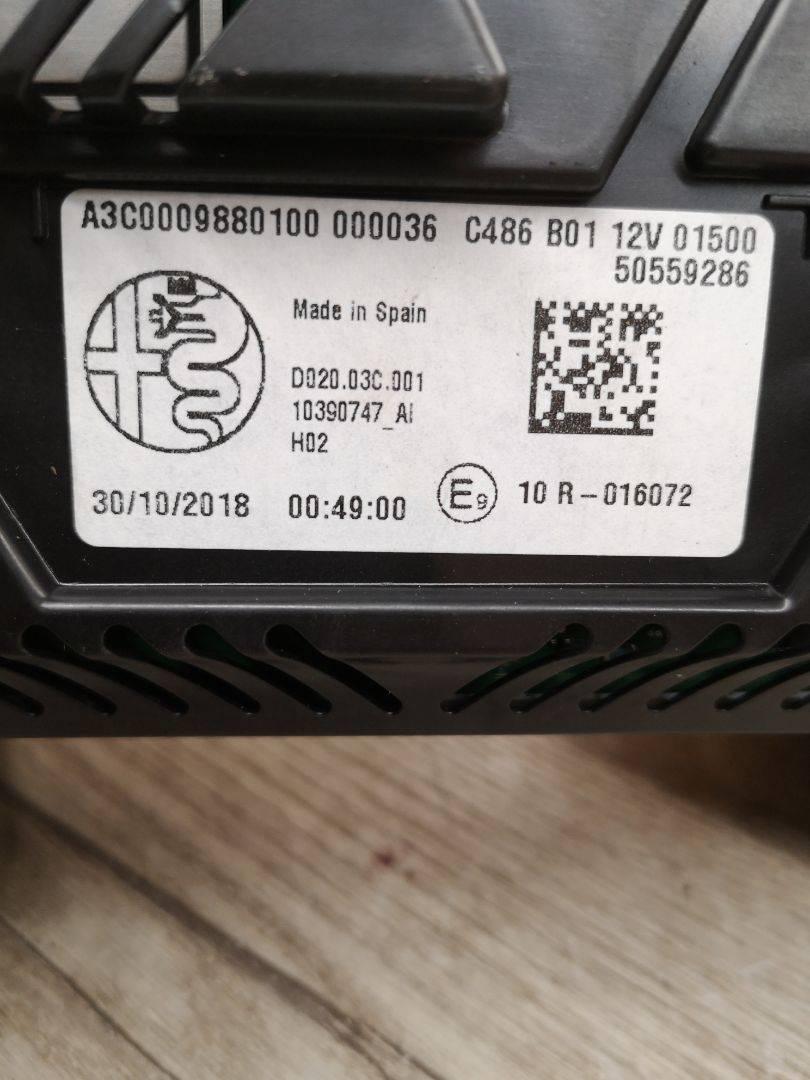 A3C0009880100 000036 C486 B01 12V 01500
50559286
Made in Spain
D020.03C.001
10390747_AI
H02
30/10/2018 00:49:00 E9 10 R-016072